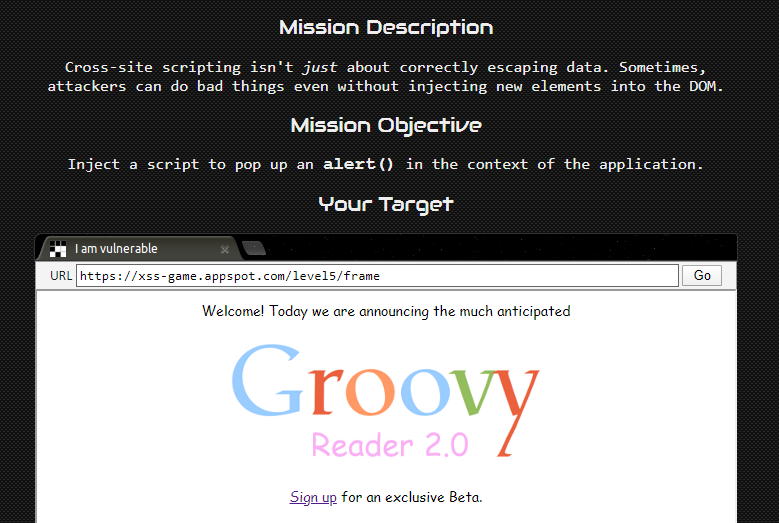 Mission Description
Cross-site scripting isn't just about correctly escaping data. Sometimes,
attackers can do bad things even without injecting new elements into the DOM.
Mission Objective
Inject a script to pop up an alert() in the context of the application.
Your Target
I am vulnerable
URL https://xss-game.appspot.com/level5/frame Go
Welcome! Today we are announcing the much anticipated
Groovy
Reader 2.0
Sign up for an exclusive Beta.